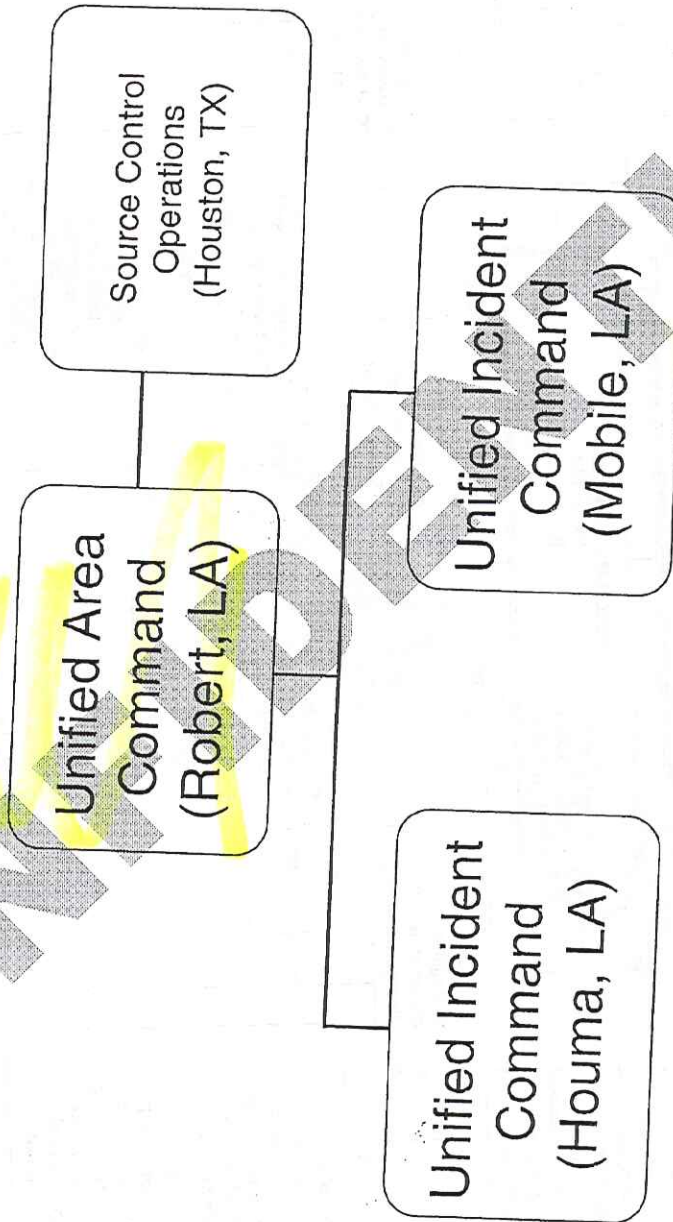 Unified Area
Command
(Robert, LA)
Source Control
Operations
(Houston, TX)
Unified Incident
Command
(Houma, LA)
Unified Incident
Command
(Mobile, LA)